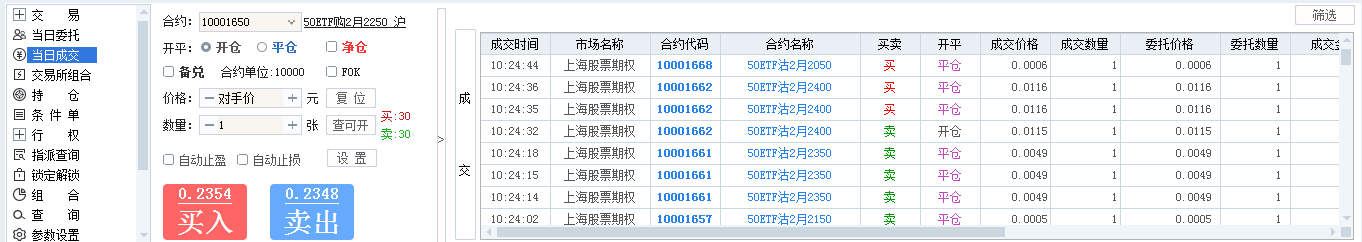 交 易
当日委托
当日成交
交易所组合
持 仓
条 件 单
行 权
指派查询
锁定解锁
组 合
查 询
参数设置
合约: 10001650 50ETF购2月2250 沪
开平: 开仓 平仓 净仓
备兑 合约单位:10000 FOK
价格: 对手价 元 复 位
数量: 1 张 查可开 买:30
卖:30
自动止盈 自动止损 设 置
0.2354 0.2348
买入 卖出
>
筛选
成
交
成交时间 市场名称 合约代码 合约名称 买卖 开平 成交价格 成交数量 委托价格 委托数量
10:24:44 上海股票期权 10001668 50ETF沽2月2050 买 平仓 0.0006 1 0.0006 1
10:24:36 上海股票期权 10001662 50ETF沽2月2400 买 平仓 0.0116 1 0.0116 1
10:24:35 上海股票期权 10001662 50ETF沽2月2400 买 平仓 0.0116 1 0.0116 1
10:24:32 上海股票期权 10001662 50ETF沽2月2400 卖 开仓 0.0115 1 0.0115 1
10:24:18 上海股票期权 10001661 50ETF沽2月2350 卖 平仓 0.0049 1 0.0049 1
10:24:15 上海股票期权 10001661 50ETF沽2月2350 卖 平仓 0.0049 1 0.0049 1
10:24:14 上海股票期权 10001661 50ETF沽2月2350 卖 平仓 0.0049 1 0.0049 1
10:24:02 上海股票期权 10001657 50ETF沽2月2150 卖 平仓 0.0005 1 0.0005 1